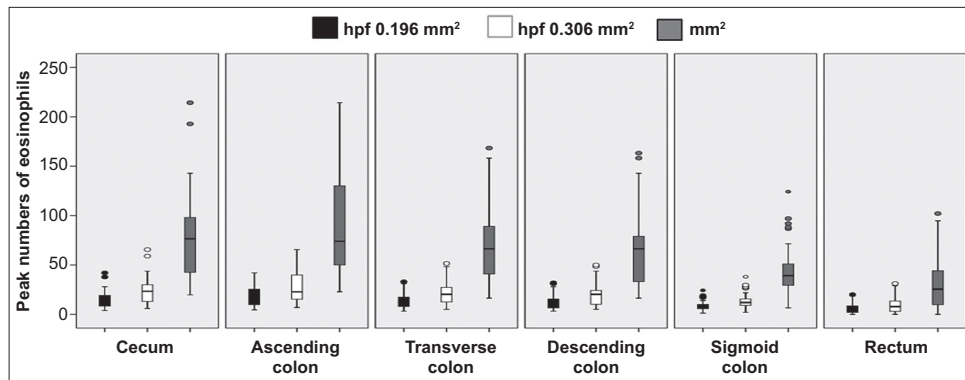 hpf 0.196 mm² hpf 0.306 mm² mm²
Peak numbers of eosinophils
250
200
150
100
50
0
Cecum Ascending colon Transverse colon Descending colon Sigmoid colon Rectum